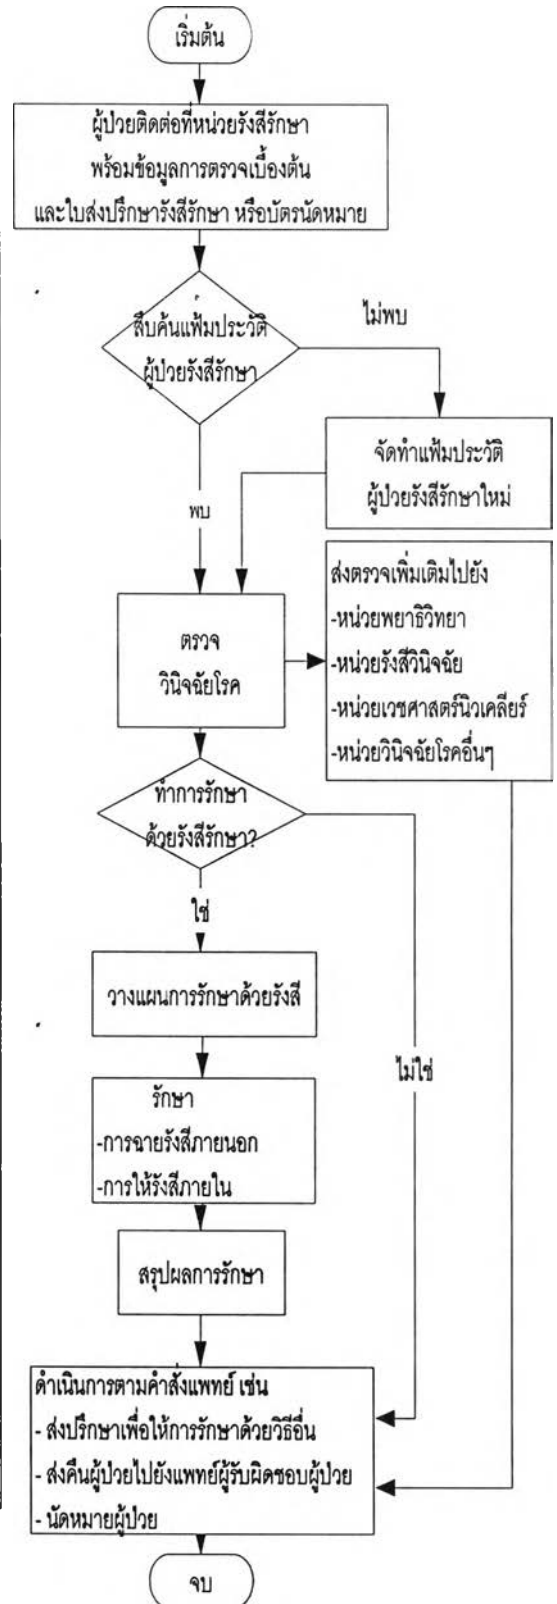 เริ่มต้น
ผู้ป่วยติดต่อที่หน่วยรังสีรักษา
พร้อมข้อมูลการตรวจเบื้องต้น
และใบส่งปรึกษารังสีรักษา หรือบัตรนัดหมาย
สืบค้นแฟ้มประวัติ
ผู้ป่วยรังสีรักษา
ไม่พบ
จัดทำแฟ้มประวัติ
ผู้ป่วยรังสีรักษาใหม่
พบ
ตรวจ
วินิจฉัยโรค
ส่งตรวจเพิ่มเติมไปยัง
-หน่วยพยาธิวิทยา
-หน่วยรังสีวินิจฉัย
-หน่วยเวชศาสตร์นิวเคลียร์
-หน่วยวินิจฉัยโรคอื่นๆ
ทำการรักษา
ด้วยรังสีรักษา?
ใช่
วางแผนการรักษาด้วยรังสี
ไม่ใช่
รักษา
-การฉายรังสีภายนอก
-การให้รังสีภายใน
สรุปผลการรักษา
ดำเนินการตามคำสั่งแพทย์ เช่น
- ส่งปรึกษาเพื่อให้การรักษาด้วยวิธีอื่น
- ส่งคืนผู้ป่วยไปยังแพทย์ผู้รับผิดชอบผู้ป่วย
- นัดหมายผู้ป่วย
จบ